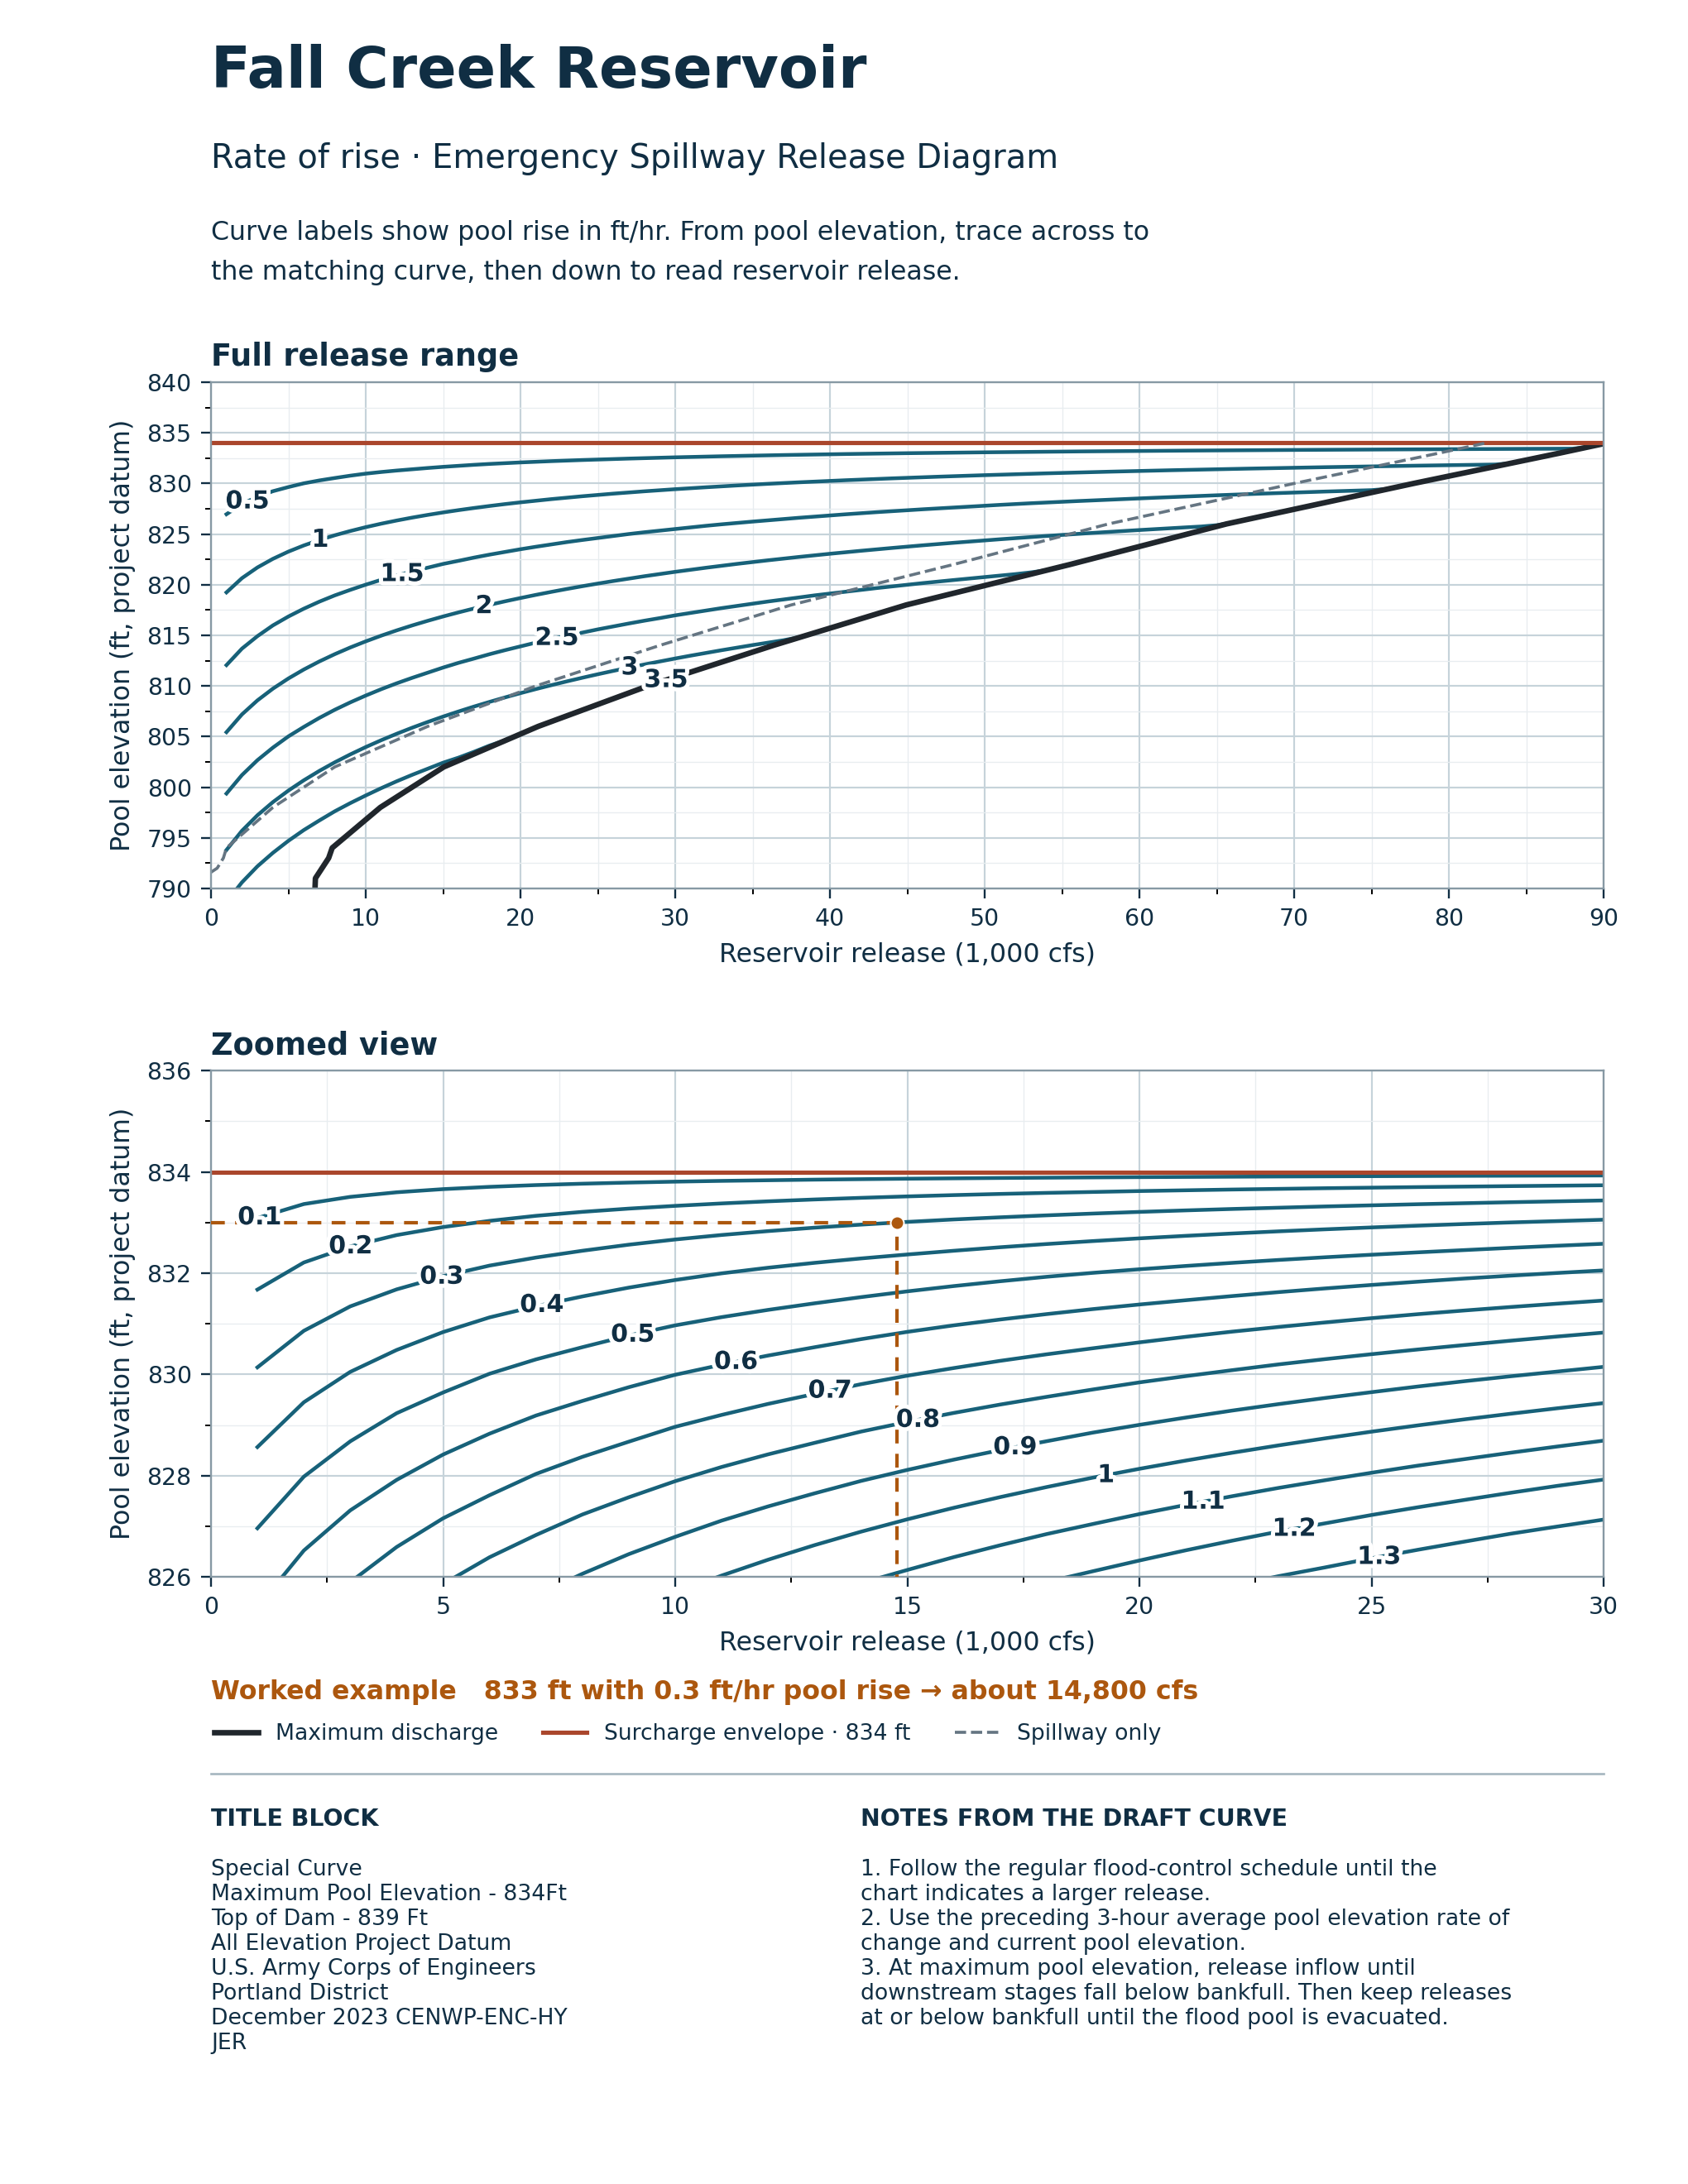 Fall Creek Reservoir
Rate of rise · Emergency Spillway Release Diagram
Curve labels show pool rise in ft/hr. From pool elevation, trace across to
the matching curve, then down to read reservoir release.
Full release range
Pool elevation (ft, project datum)
840
835
830
825
820
815
810
805
800
795
790
0.5
1
1.5
2
2.5
3
3.5
0 10 20 30 40 50 60 70 80 90
Reservoir release (1,000 cfs)
Zoomed view
Pool elevation (ft, project datum)
836
834
832
830
828
826
0.1
0.2
0.3
0.4
0.5
0.6
0.7
0.8
0.9
1
1.1
1.2
1.3
0 5 10 15 20 25 30
Reservoir release (1,000 cfs)
Worked example 833 ft with 0.3 ft/hr pool rise → about 14,800 cfs
Maximum discharge Surcharge envelope · 834 ft Spillway only
TITLE BLOCK
Special Curve
Maximum Pool Elevation - 834Ft
Top of Dam - 839 Ft
All Elevation Project Datum
U.S. Army Corps of Engineers
Portland District
December 2023 CENWP-ENC-HY
JER
NOTES FROM THE DRAFT CURVE
1. Follow the regular flood-control schedule until the
chart indicates a larger release.
2. Use the preceding 3-hour average pool elevation rate of
change and current pool elevation.
3. At maximum pool elevation, release inflow until
downstream stages fall below bankfull. Then keep releases
at or below bankfull until the flood pool is evacuated.